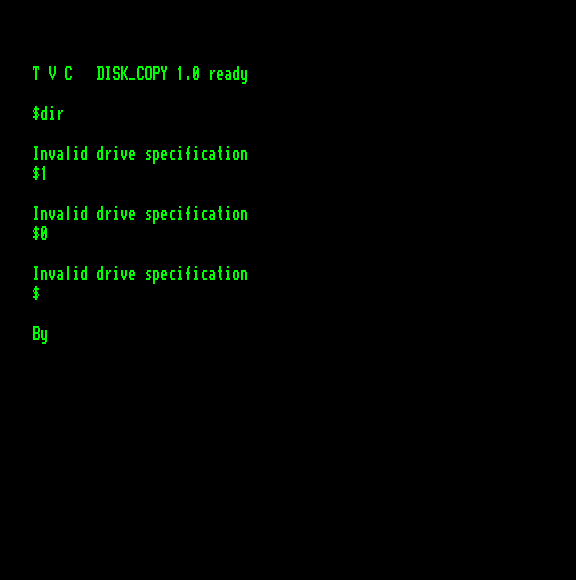 T V C   DISK_COPY 1.0 ready
$dir
Invalid drive specification
$1
Invalid drive specification
$0
Invalid drive specification
$
By